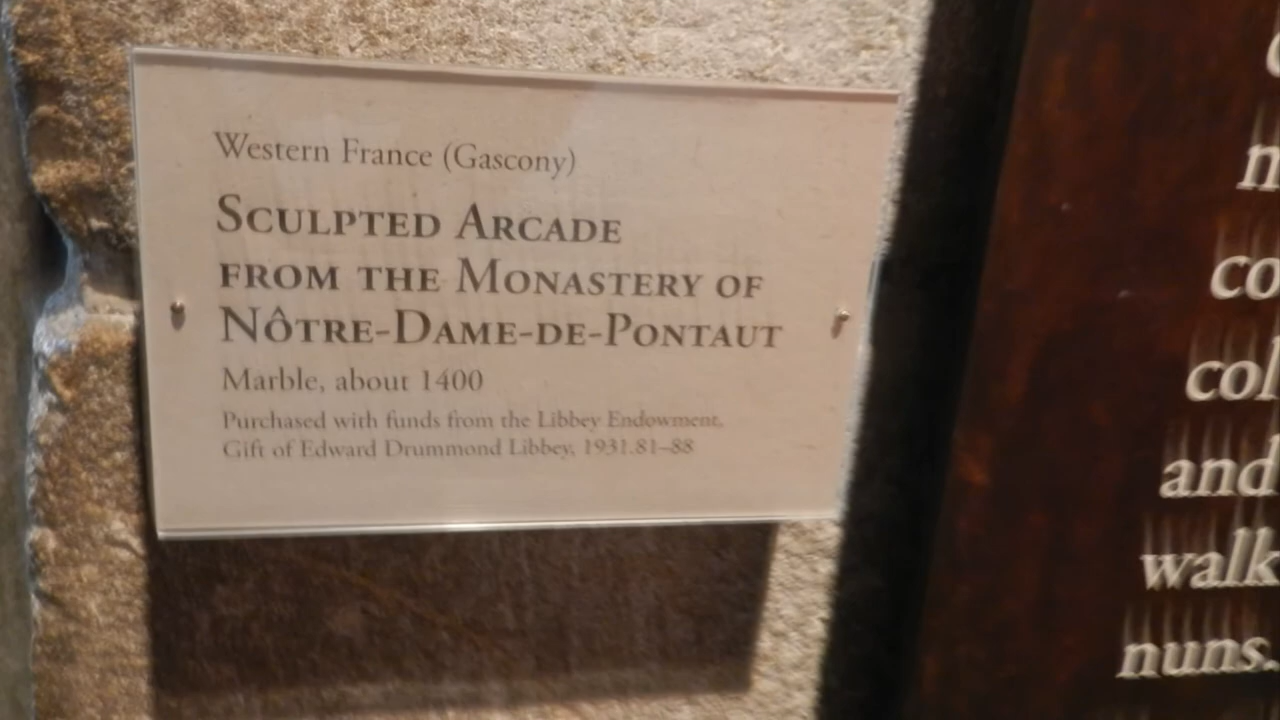 Western France (Gascony)
SCULPTED ARCADE
FROM THE MONASTERY OF
NÔTRE-DAME-DE-PONTAUT
Marble, about 1400
Purchased with funds from the Libbey Endowment,
Gift of Edward Drummond Libbey, 1931.81–88
and
walk
nuns.